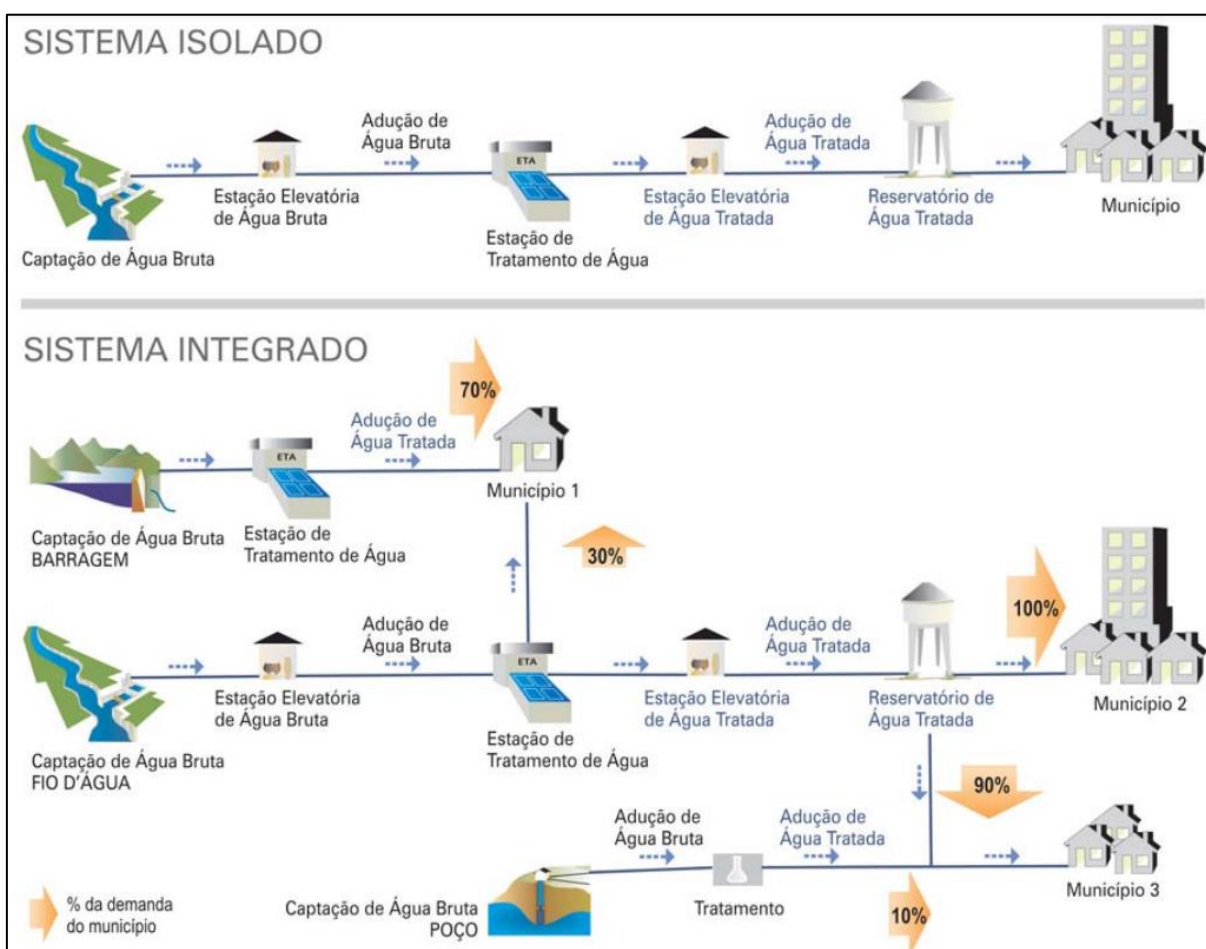 SISTEMA ISOLADO
Adução de
Água Bruta
Adução de
Água Tratada
ETA
Estação Elevatória
de Água Bruta
Estação Elevatória
de Água Tratada
Reservatório de
Água Tratada
Município
Captação de Água Bruta
Estação de
Tratamento de Água
SISTEMA INTEGRADO
70%
Adução de
Água Tratada
ETA
Município 1
Captação de Água Bruta
BARRAGEM
Estação de
Tratamento de Água
30%
100%
Adução de
Água Bruta
Adução de
Água Tratada
ETA
Estação Elevatória
de Água Bruta
Estação Elevatória
de Água Tratada
Reservatório de
Água Tratada
Município 2
Captação de Água Bruta
FIO D'ÁGUA
Estação de
Tratamento de Água
90%
Adução de
Água Bruta
Adução de
Água Tratada
Município 3
% da demanda
do município
Captação de Água Bruta
POÇO
Tratamento
10%